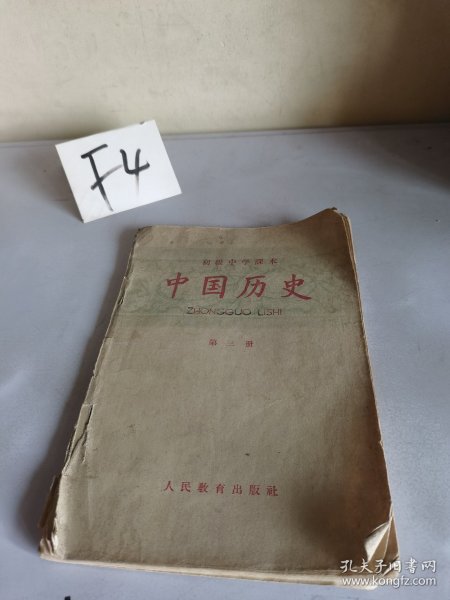 F4
初级中学课本
中国历史
ZHONGGUO LISHI
第三册
人民教育出版社
孔夫子旧书网
www.kongfz.com